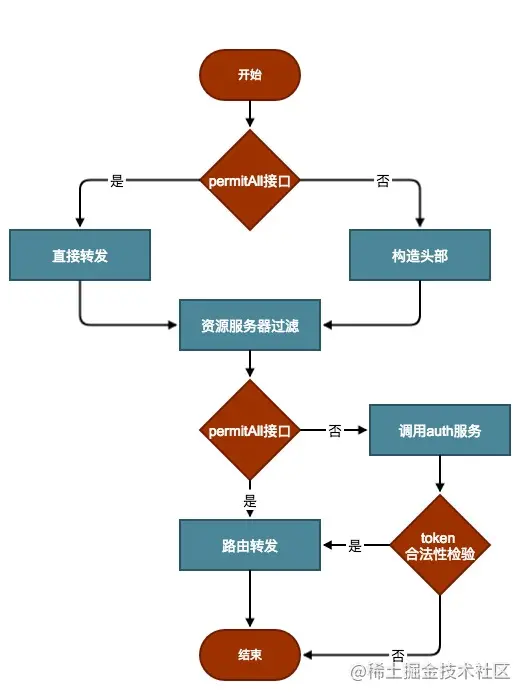 开始
permitAll接口
是
否
直接转发
构造头部
资源服务器过滤
permitAll接口
否
调用auth服务
是
路由转发
是
token
合法性检验
结束
否
@稀土掘金技术社区